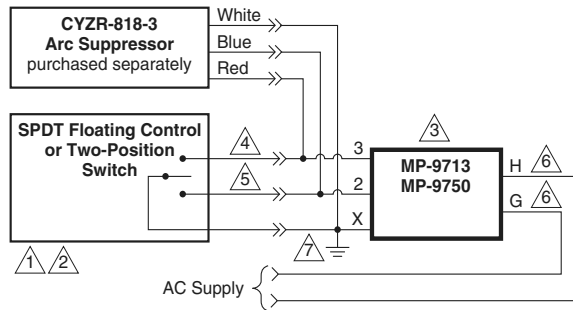 CYZR-818-3
Arc Suppressor
purchased separately
White
Blue
Red
SPDT Floating Control
or Two-Position
Switch
4
5
3
2
X
7
3
MP-9713
MP-9750
H
6
G
6
1
2
AC Supply